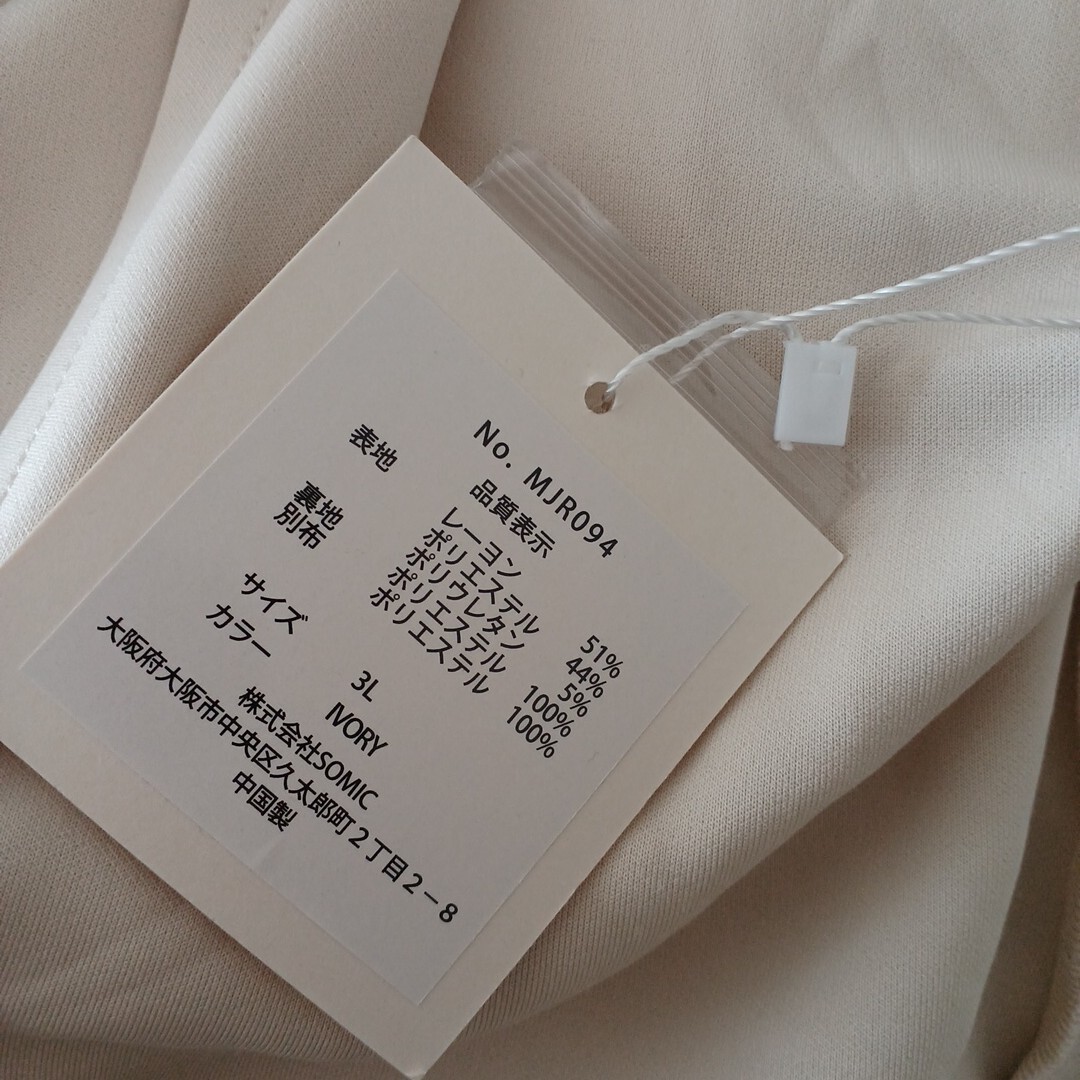 No. MJR094
品質表示
表地 レーヨン 51%
ポリエステル 44%
ポリウレタン 5%
裏地 ポリエステル 100%
別布 ポリエステル 100%
サイズ 3L
カラー IVORY
株式会社SOMIC
大阪府大阪市中央区久太郎町２丁目２－８
中国製